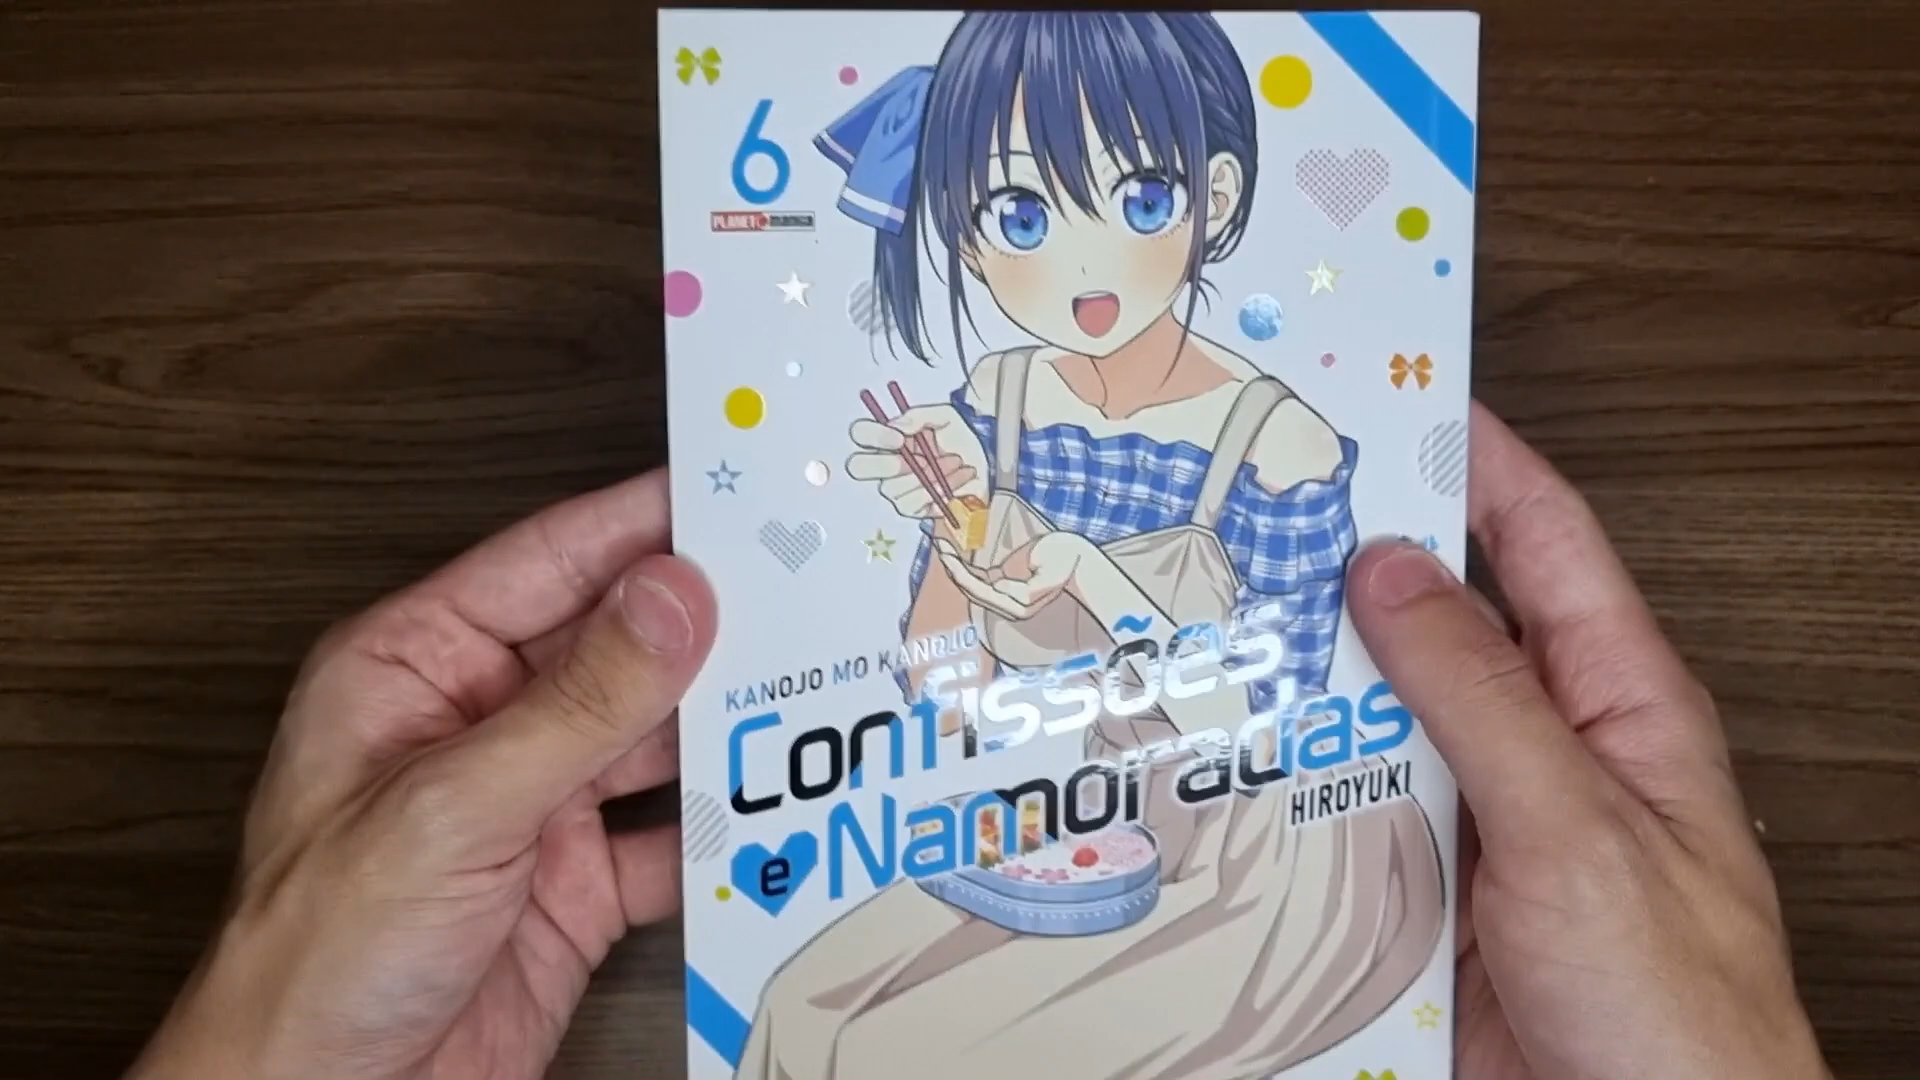 6
PLANET manga
KANOJO MO KANOJO
Confissões
e Namoradas
HIROYUKI